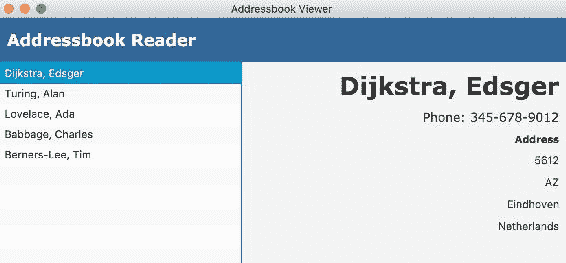 Addressbook Viewer
Addressbook Reader
Dijkstra, Edsger
Turing, Alan
Lovelace, Ada
Babbage, Charles
Berners-Lee, Tim
Dijkstra, Edsger
Phone: 345-678-9012
Address
5612
AZ
Eindhoven
Netherlands